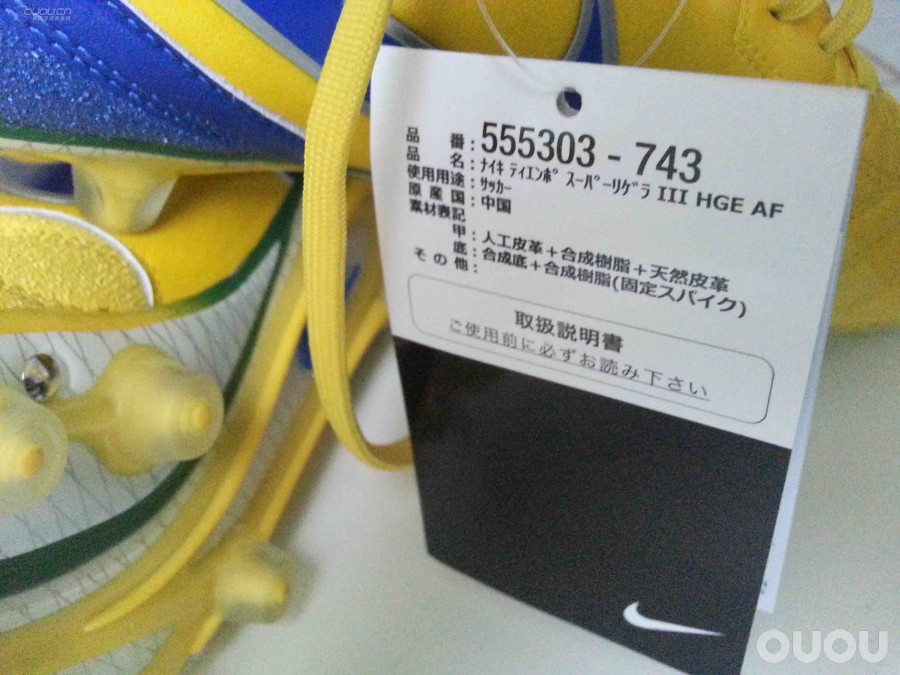 OUOU.CN
品番：555303 - 743
品名：ﾅｲｷ ﾃｨｴﾝﾎﾟ ｽｰﾊﾟｰﾘｹﾞﾗ III HGE AF
使用用途：サッカー
原産国：中国
素材表記
甲：人工皮革＋合成樹脂＋天然皮革
底：合成底＋合成樹脂(固定スパイク)
その他：
取扱説明書
ご使用前に必ずお読み下さい
OUOU